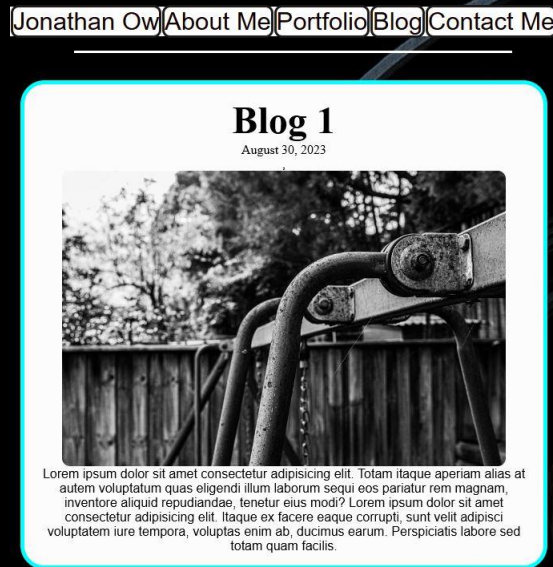 Jonathan Ow About Me Portfolio Blog Contact Me
Blog 1
August 30, 2023
Lorem ipsum dolor sit amet consectetur adipisicing elit. Totam itaque aperiam alias at
autem voluptatum quas eligendi illum laborum sequi eos pariatur rem magnam,
inventore aliquid repudiandae, tenetur eius modi? Lorem ipsum dolor sit amet
consectetur adipisicing elit. Itaque ex facere eaque corrupti, sunt velit adipisci
voluptatem iure tempora, voluptas enim ab, ducimus earum. Perspiciatis labore sed
totam quam facilis.